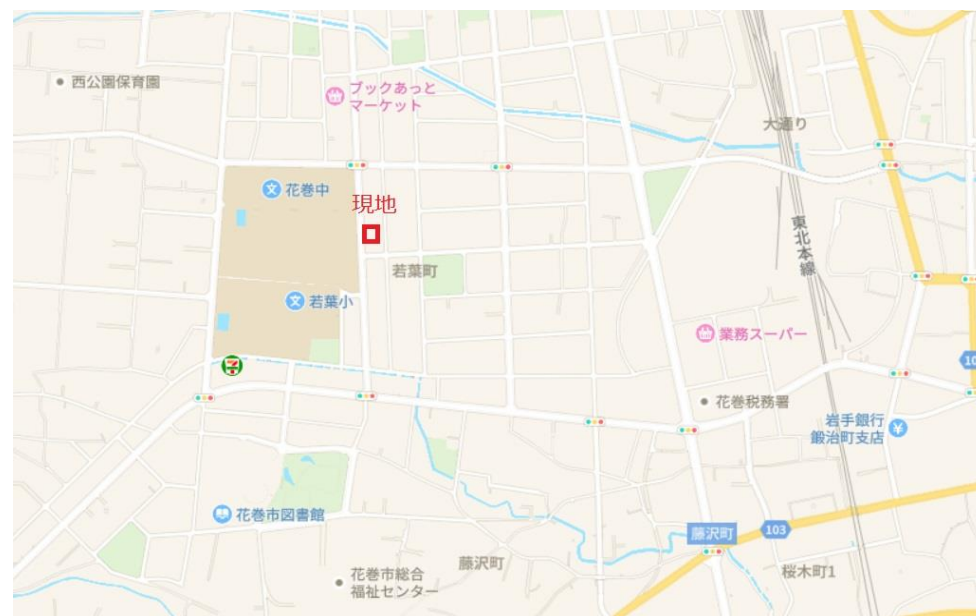 西公園保育園
ブックあっと
マーケット
大通り
文 花巻中
現地
東北本線
若葉町
文 若葉小
業務スーパー
7
10
花巻税務署
岩手銀行
鍛治町支店
¥
花巻市図書館
藤沢町
103
藤沢町
桜木町1
花巻市総合
福祉センター